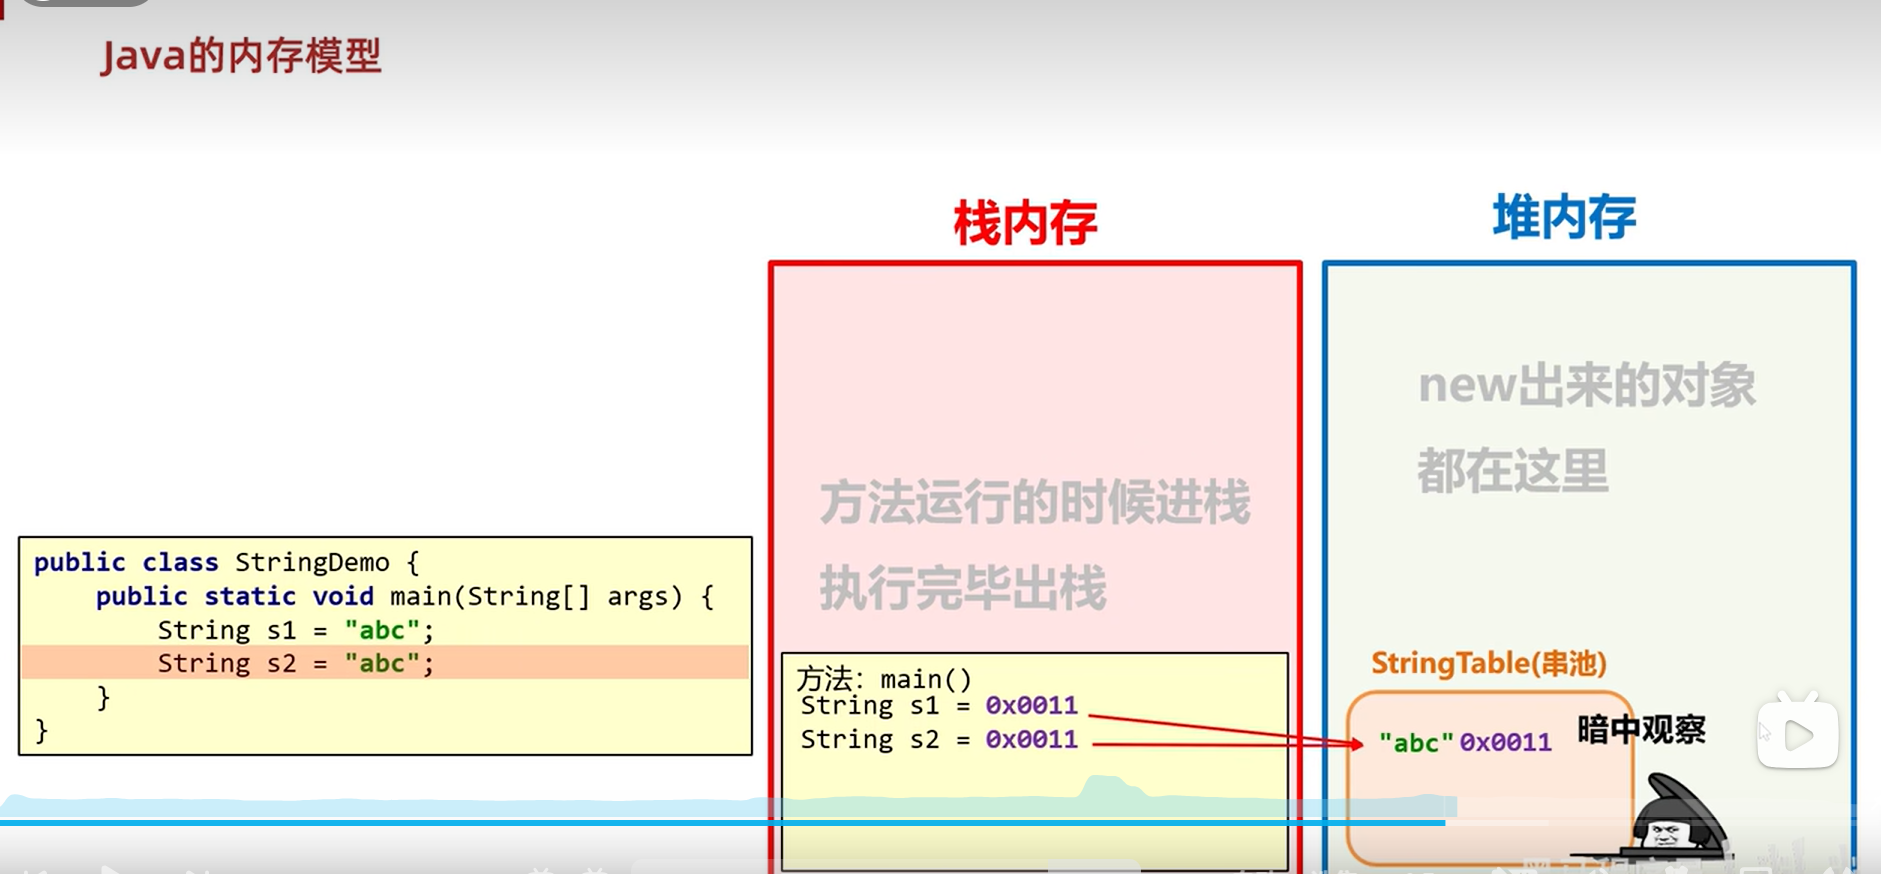 Java的内存模型
栈内存
堆内存
new出来的对象
都在这里
方法运行的时候进栈
执行完毕出栈
public class StringDemo {
public static void main(String[] args) {
String s1 = "abc";
String s2 = "abc";
}
}
方法: main()
String s1 = 0x0011
String s2 = 0x0011
StringTable(串池)
"abc" 0x0011
暗中观察